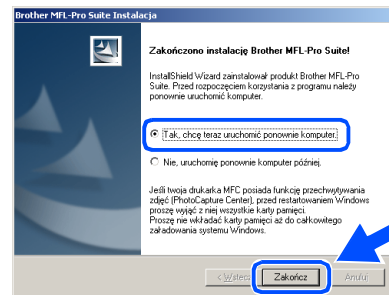 Brother MFL-Pro Suite Instalacja
Zakończono instalację Brother MFL-Pro Suite!
InstallShield Wizard zainstalował produkt Brother MFL-Pro
Suite. Przed rozpoczęciem korzystania z programu należy
ponownie uruchomić komputer.
Tak, chcę teraz uruchomić ponownie komputer.
Nie, uruchomię ponownie komputer później.
Jeśli twoja drukarka MFC posiada funkcję przechwytywania
zdjęć (PhotoCapture Center), przed restartowaniem Windows
proszę wyjąć z niej wszystkie karty pamięci.
Proszę nie wkładać karty pamięci aż do całkowitego
załadowania systemu Windows.
< Wstecz Zakończ Anuluj